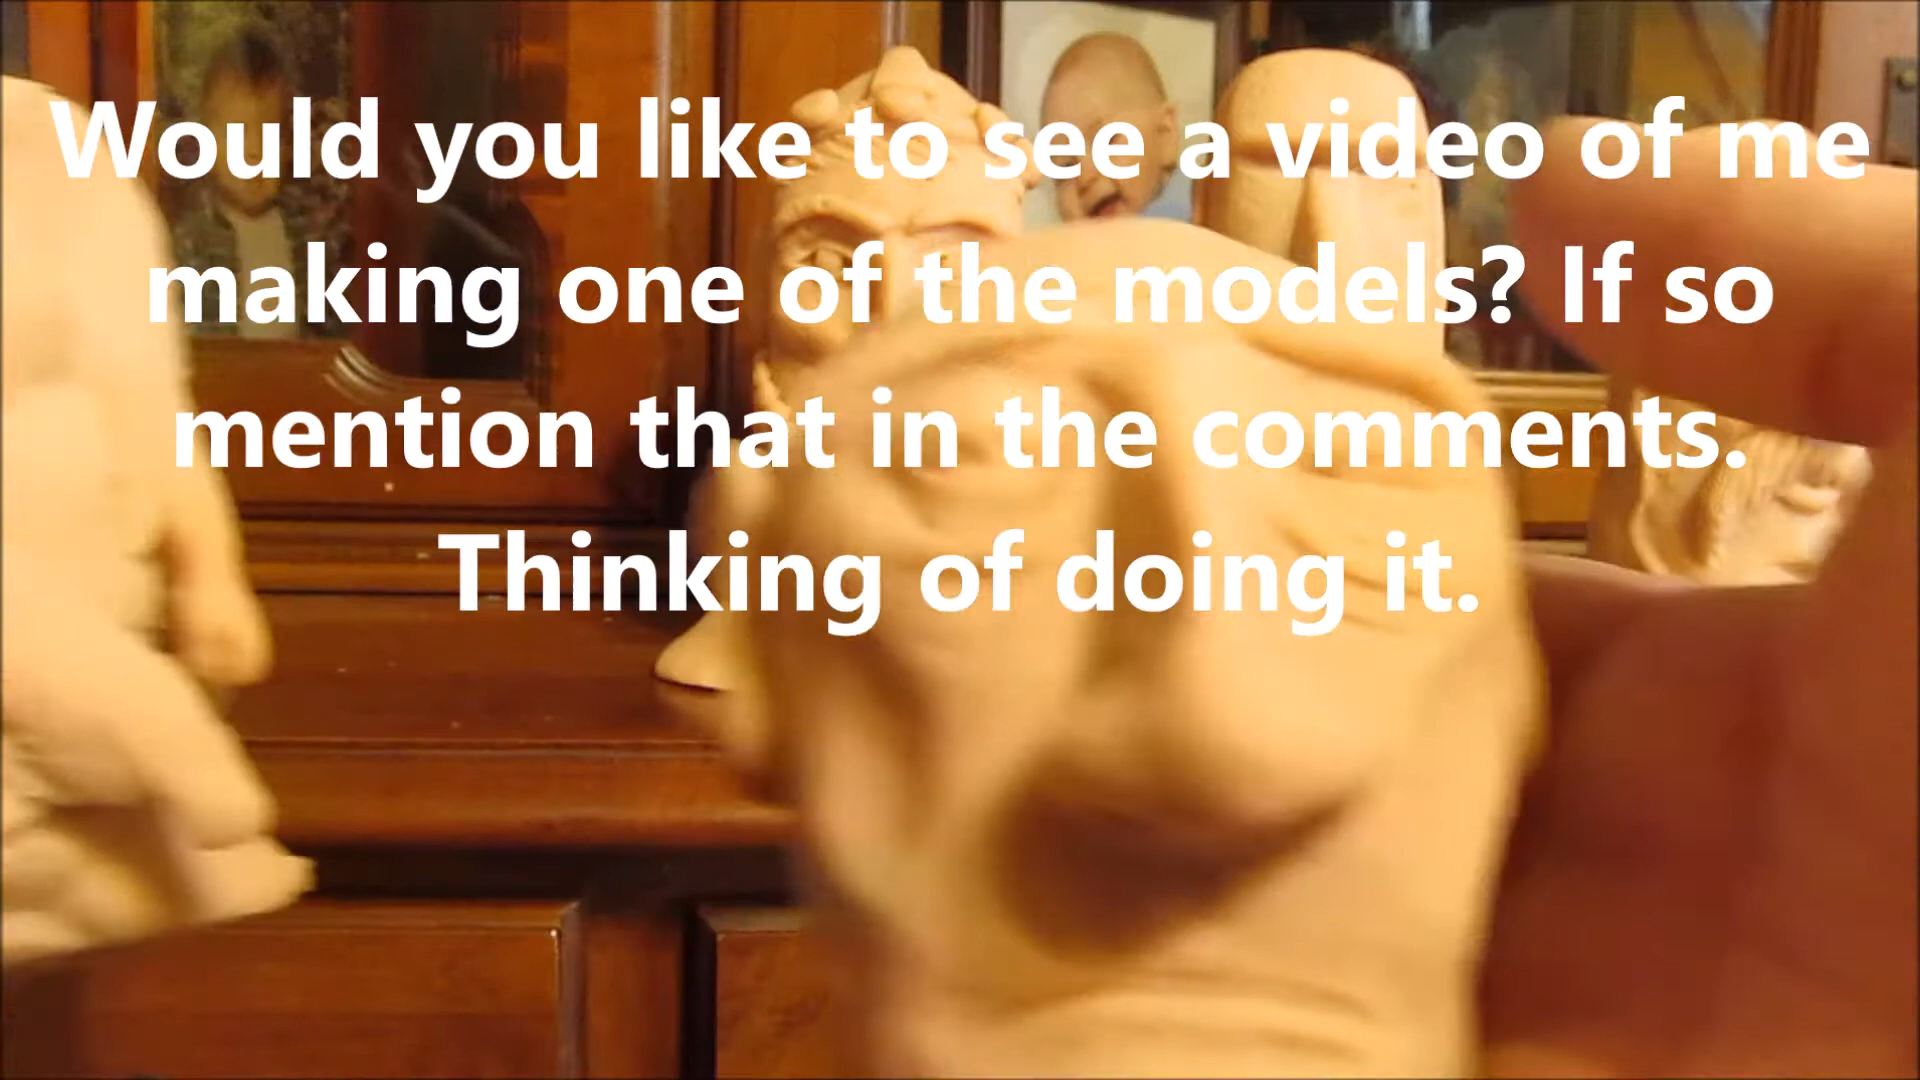 Would you like to see a video of me
making one of the models? If so
mention that in the comments.
Thinking of doing it.